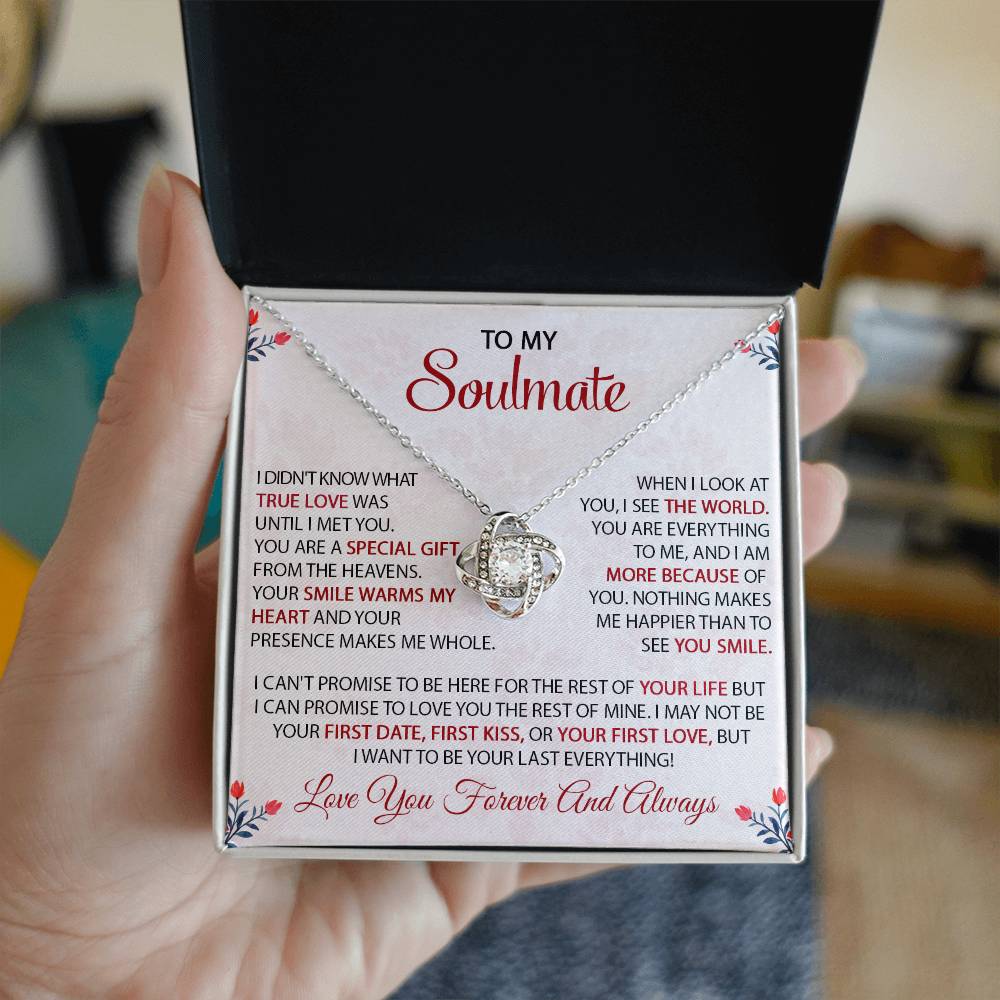 TO MY
Soulmate
I DIDN'T KNOW WHAT
TRUE LOVE WAS
UNTIL I MET YOU.
YOU ARE A SPECIAL GIFT
FROM THE HEAVENS.
YOUR SMILE WARMS MY
HEART AND YOUR
PRESENCE MAKES ME WHOLE.
WHEN I LOOK AT
YOU, I SEE THE WORLD.
YOU ARE EVERYTHING
TO ME, AND I AM
MORE BECAUSE OF
YOU. NOTHING MAKES
ME HAPPIER THAN TO
SEE YOU SMILE.
I CAN'T PROMISE TO BE HERE FOR THE REST OF YOUR LIFE BUT
I CAN PROMISE TO LOVE YOU THE REST OF MINE. I MAY NOT BE
YOUR FIRST DATE, FIRST KISS, OR YOUR FIRST LOVE, BUT
I WANT TO BE YOUR LAST EVERYTHING!
Love You Forever And Always